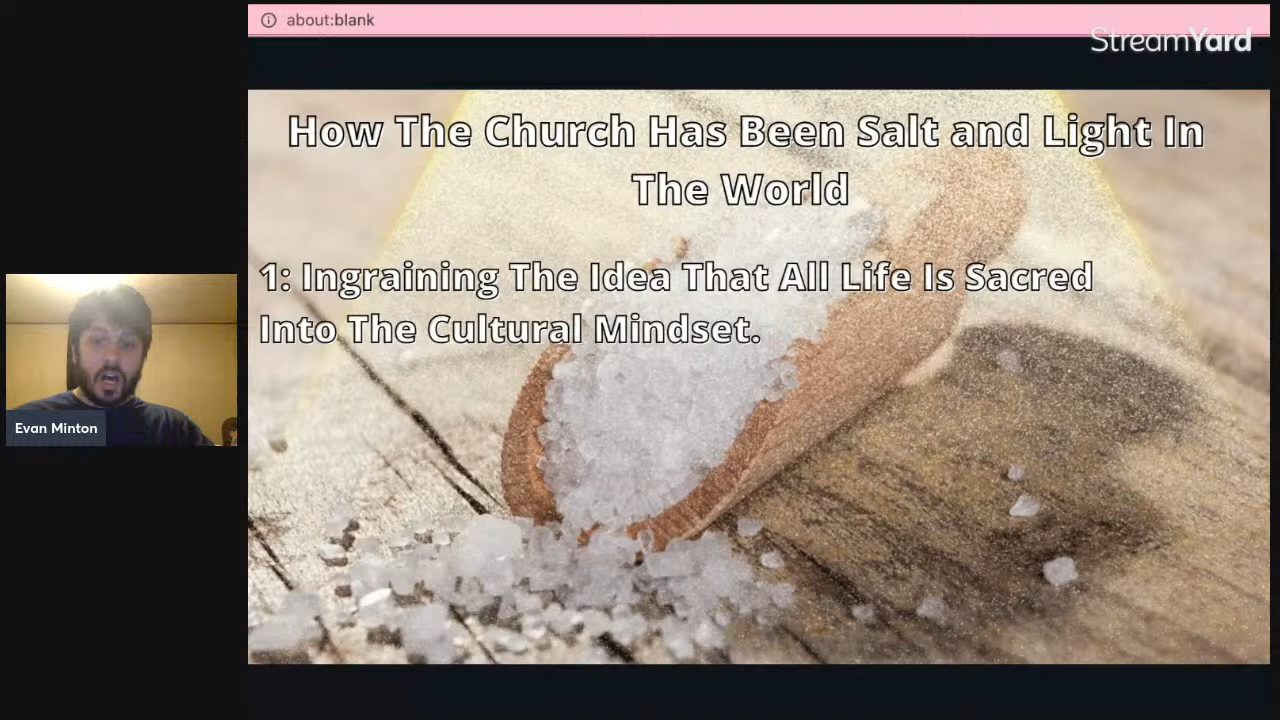 about:blank
StreamYard
How The Church Has Been Salt and Light In
The World
1: Ingraining The Idea That All Life Is Sacred
Into The Cultural Mindset.
Evan Minton